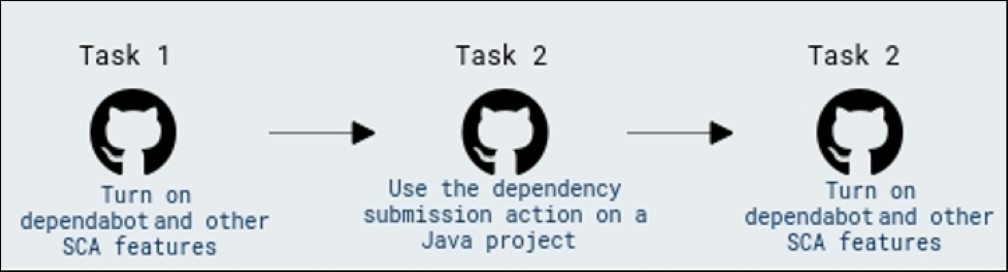 Task 1
Turn on
dependabot and other
SCA features
Task 2
Use the dependency
submission action on a
Java project
Task 2
Turn on
dependabot and other
SCA features